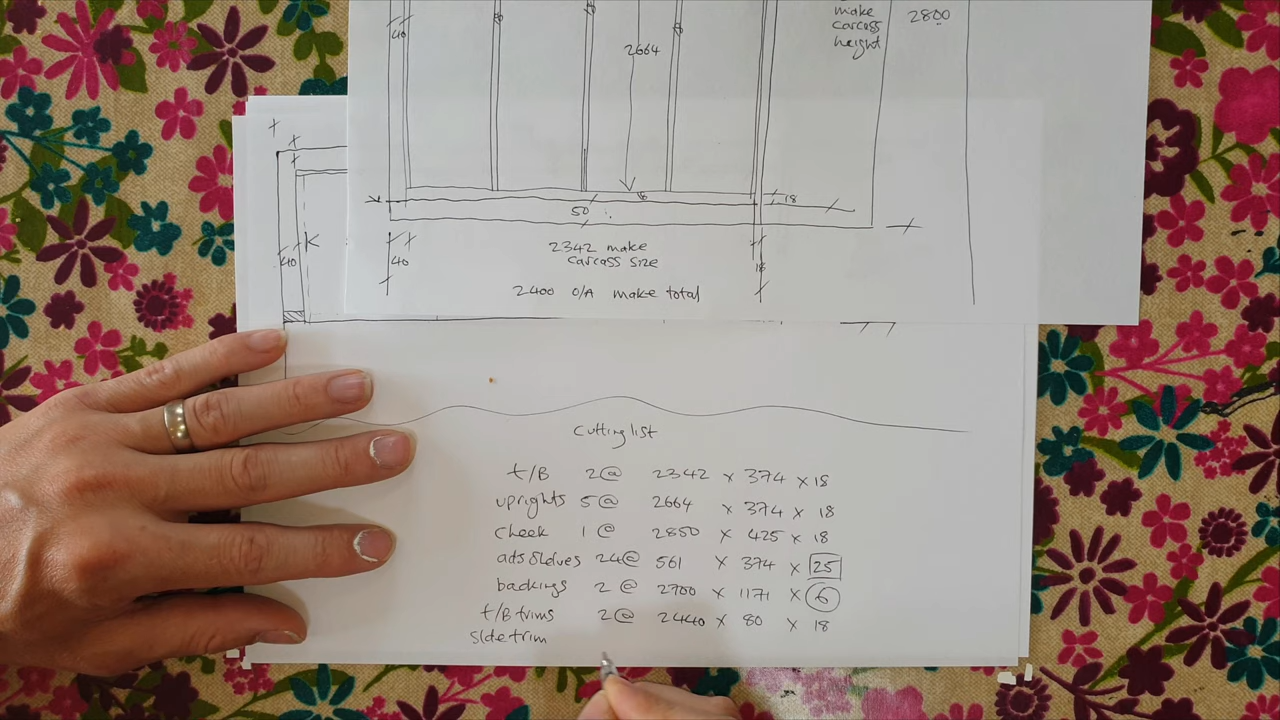 make
carcass
height
2800
40
2664
18
18
50
2342 make
carcass size
40
18
2400 O/A make total
K
40
Cutting list
t/B 2@ 2342 × 374 × 18
uprights 5@ 2664 × 374 × 18
cheek 1@ 2850 × 425 × 18
24@ 561 × 374 × 25
backings 2@ 2700 × 1171 × 6
t/B trims 2@ 2440 × 80 × 18
side trim